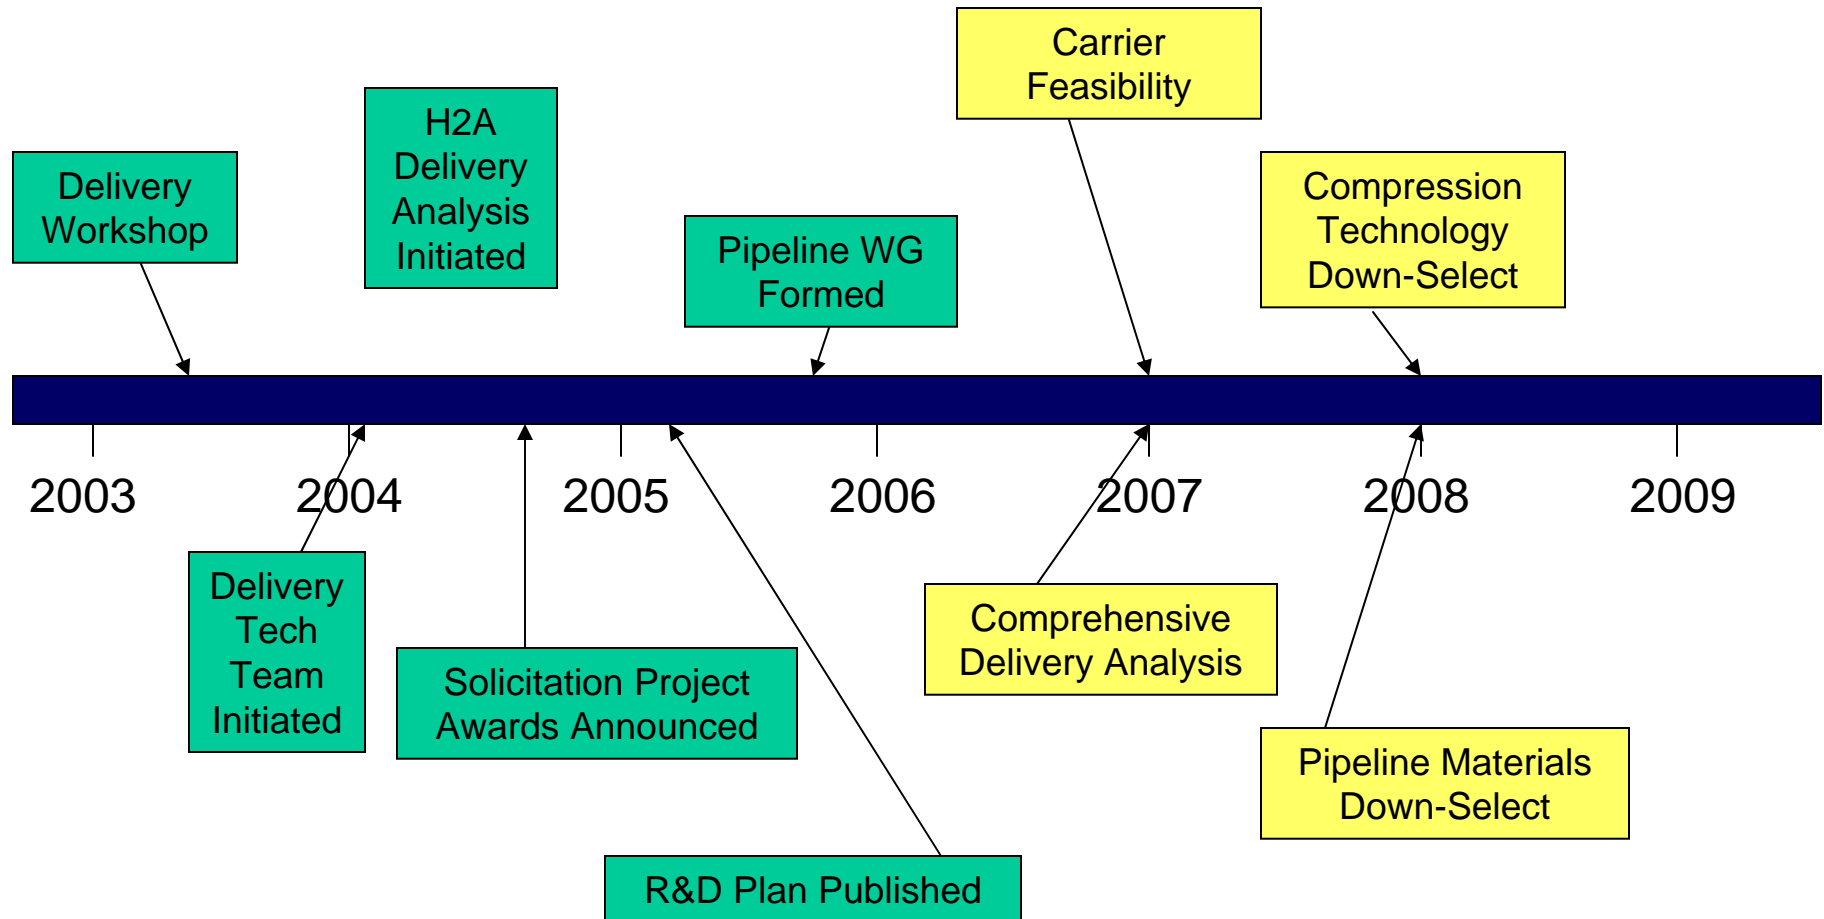 Carrier
Feasibility
H2A
Delivery
Analysis
Initiated
Delivery
Workshop
Compression
Technology
Down-Select
Pipeline WG
Formed
2003
2004
2005
2006
2007
2008
2009
Delivery
Tech
Team
Initiated
Comprehensive
Delivery Analysis
Solicitation Project
Awards Announced
Pipeline Materials
Down-Select
R&D Plan Published